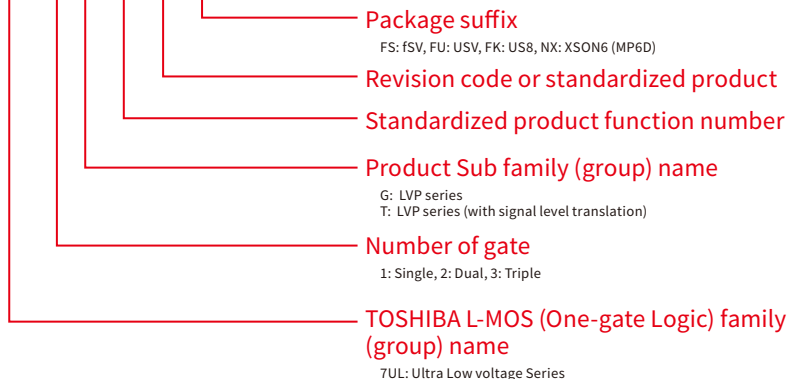 Package suffix
FS: fSV, FU: USV, FK: US8, NX: XSON6 (MP6D)
Revision code or standardized product
Standardized product function number
Product Sub family (group) name
G: LVP series
T: LVP series (with signal level translation)
Number of gate
1: Single, 2: Dual, 3: Triple
TOSHIBA L-MOS (One-gate Logic) family
(group) name
7UL: Ultra Low voltage Series